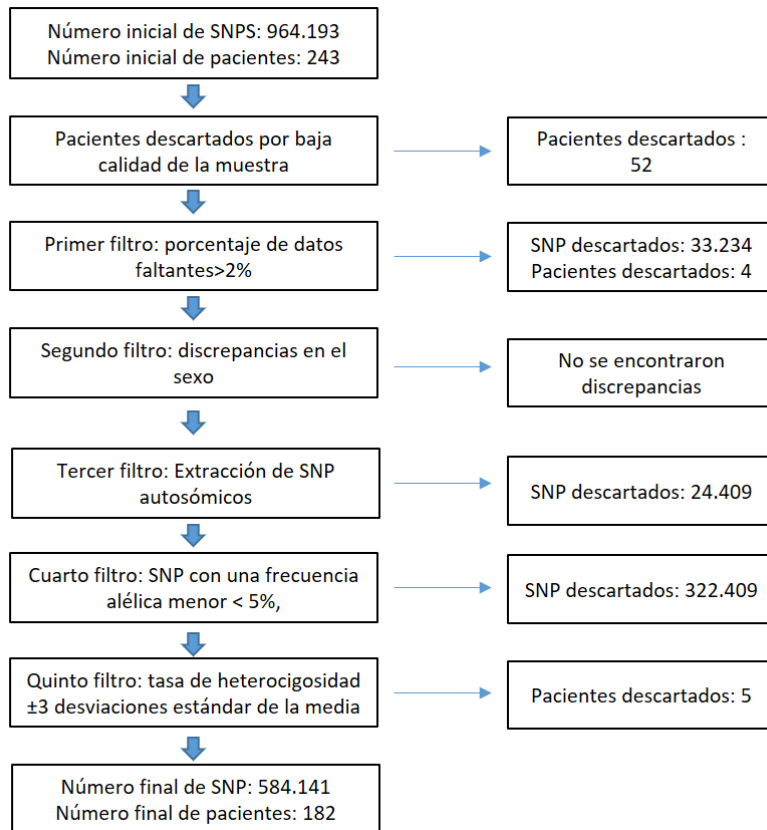 Número inicial de SNPS: 964.193
Número inicial de pacientes: 243
Pacientes descartados por baja
calidad de la muestra
Pacientes descartados :
52
Primer filtro: porcentaje de datos
faltantes>2%
SNP descartados: 33.234
Pacientes descartados: 4
Segundo filtro: discrepancias en el
sexo
No se encontraron
discrepancias
Tercer filtro: Extracción de SNP
autosómicos
SNP descartados: 24.409
Cuarto filtro: SNP con una frecuencia
alélica menor < 5%,
SNP descartados: 322.409
Quinto filtro: tasa de heterocigosidad
±3 desviaciones estándar de la media
Pacientes descartados: 5
Número final de SNP: 584.141
Número final de pacientes: 182